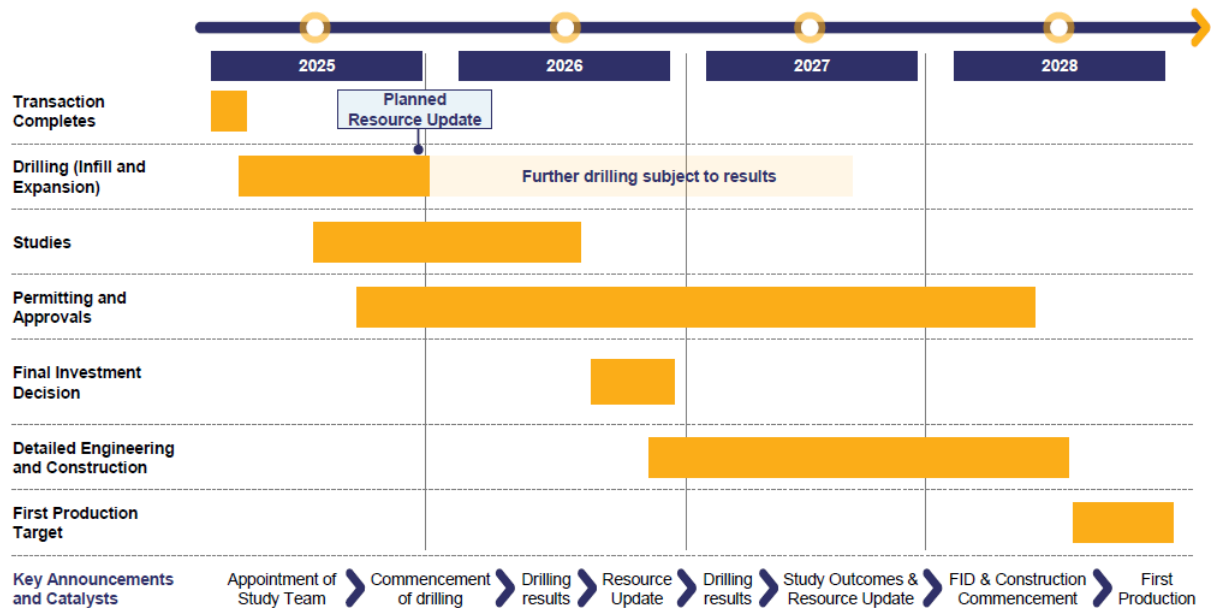 2025
2026
2027
2028
Transaction
Completes
Planned
Resource Update
Drilling (Infill and
Expansion)
Further drilling subject to results
Studies
Permitting and
Approvals
Final Investment
Decision
Detailed Engineering
and Construction
First Production
Target
Key Announcements
and Catalysts
Appointment of
Study Team
Commencement
of drilling
Drilling
results
Resource
Update
Drilling
results
Study Outcomes &
Resource Update
FID & Construction
Commencement
First
Production